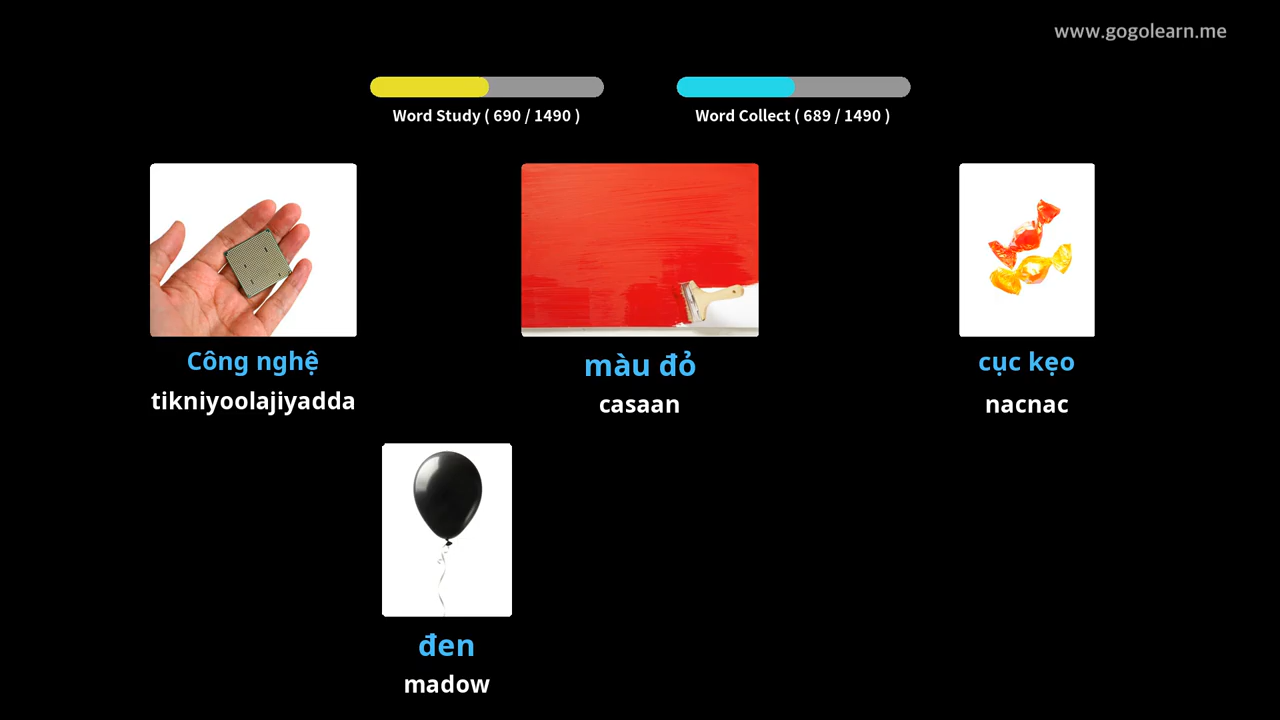 www.gogolearn.me
Word Study ( 690 / 1490 )
Word Collect ( 689 / 1490 )
Công nghệ
tikniyoolajiyadda
màu đỏ
casaan
cục kẹo
nacnac
đen
madow